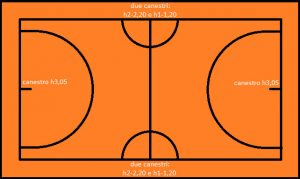 due canestri:
h2-2,20 e h1-1,20
canestro h3,05
canestro h3,05
due canestri:
h2-2,20 e h1-1,20